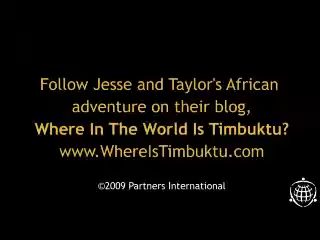 Follow Jesse and Taylor's African
adventure on their blog,
Where In The World Is Timbuktu?
www.WhereIsTimbuktu.com
©2009 Partners International